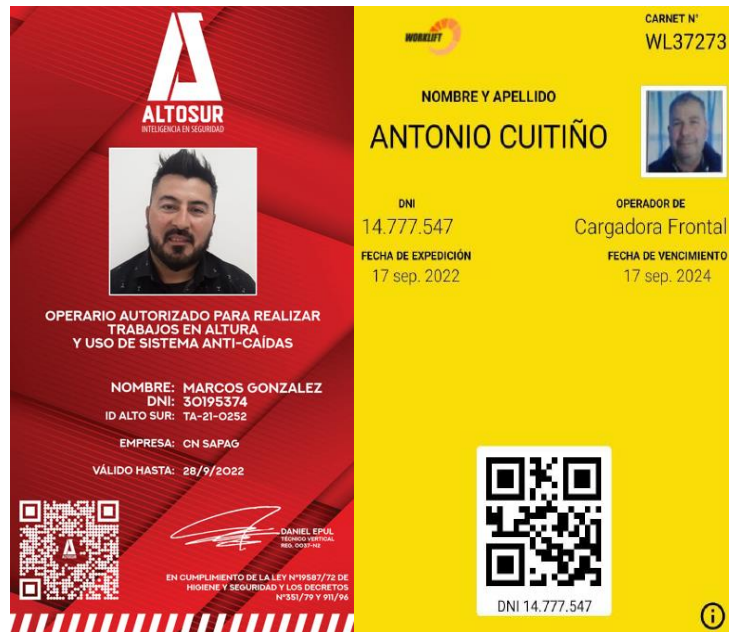 ALTOSUR
INTELIGENCIA EN SEGURIDAD
OPERARIO AUTORIZADO PARA REALIZAR
TRABAJOS EN ALTURA
Y USO DE SISTEMA ANTI-CAÍDAS
NOMBRE: MARCOS GONZALEZ
DNI: 30195374
ID ALTO SUR: TA-21-0252
EMPRESA: CN SAPAG
VÁLIDO HASTA: 28/9/2022
ALTOSUR
DANIEL EPUL
TÉCNICO VERTICAL
REG. 0037-N3
EN CUMPLIMIENTO DE LA LEY N°19587/72 DE
HIGIENE Y SEGURIDAD Y LOS DECRETOS
N°351/79 Y 911/96
WORKLIFT
CARNET N°
WL37273
NOMBRE Y APELLIDO
ANTONIO CUITIÑO
DNI
14.777.547
OPERADOR DE
Cargadora Frontal
FECHA DE EXPEDICIÓN
17 sep. 2022
FECHA DE VENCIMIENTO
17 sep. 2024
DNI 14.777.547